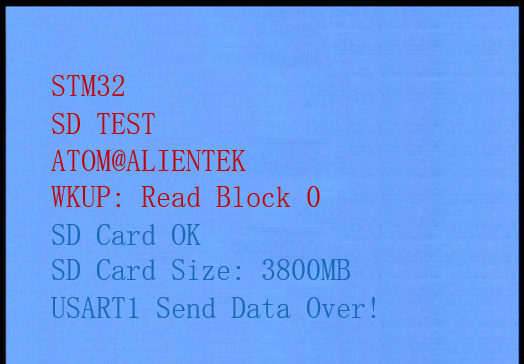 STM32
SD TEST
ATOM@ALIENTEK
WKUP: Read Block 0
SD Card OK
SD Card Size: 3800MB
USART1 Send Data Over!